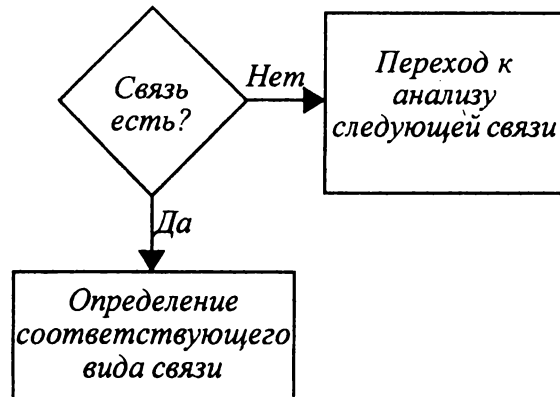 Связь
есть?
Нет
Переход к
анализу
следующей связи
Да
Определение
соответствующего
вида связи